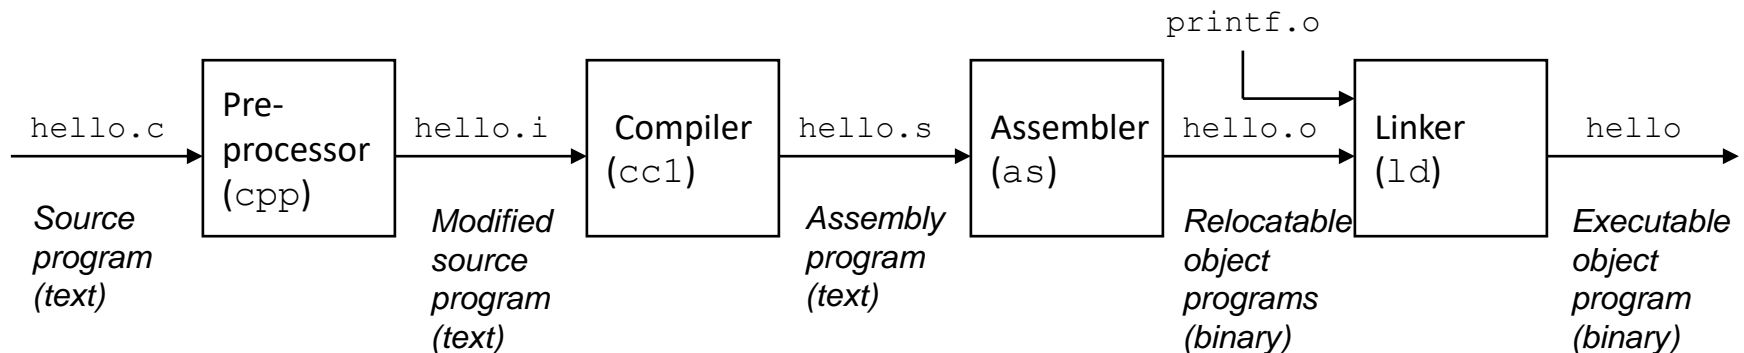 printf.o
hello.c
Pre-
processor
(cpp)
hello.i
Compiler
(cc1)
hello.s
Assembler
(as)
hello.o
Linker
(ld)
hello
Source
program
(text)
Modified
source
program
(text)
Assembly
program
(text)
Relocatable
object
programs
(binary)
Executable
object
program
(binary)